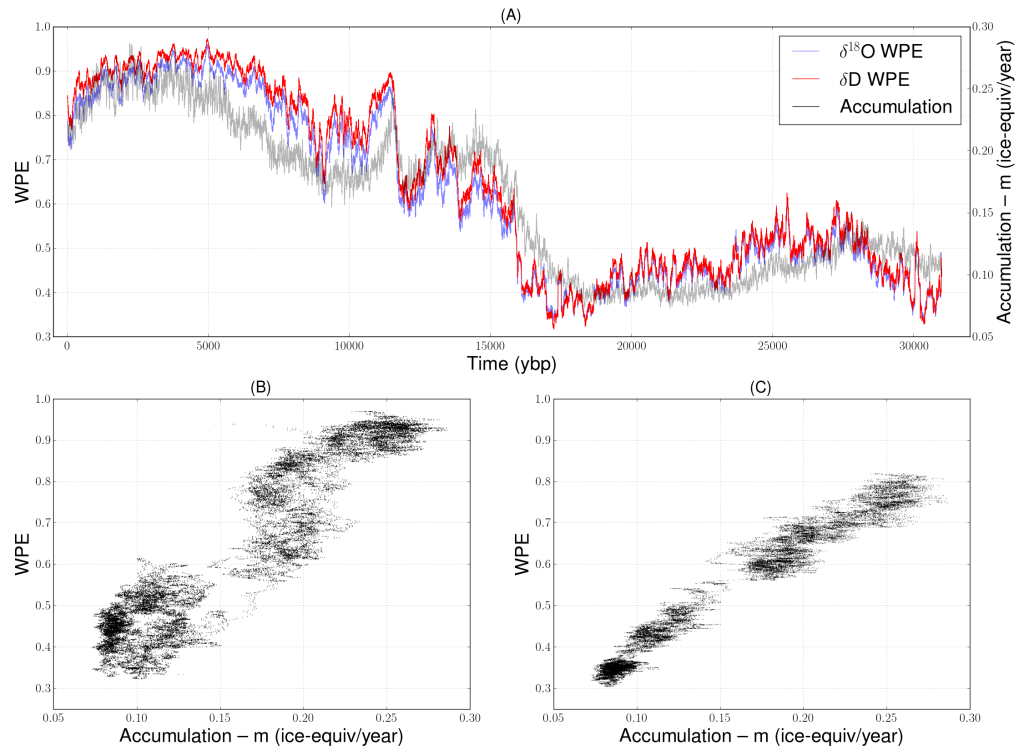 (A)
1.0
0.9
0.8
0.7
0.6
0.5
0.4
0.3
WPE
0.30
0.25
0.20
0.15
0.10
0.05
Accumulation – m (ice-equiv/year)
δ¹⁸O WPE
δD WPE
Accumulation
0 5000 10000 15000 20000 25000 30000
Time (ybp)
(B)
1.0
0.9
0.8
0.7
0.6
0.5
0.4
0.3
WPE
0.05 0.10 0.15 0.20 0.25 0.30
Accumulation – m (ice-equiv/year)
(C)
1.0
0.9
0.8
0.7
0.6
0.5
0.4
0.3
WPE
0.05 0.10 0.15 0.20 0.25 0.30
Accumulation – m (ice-equiv/year)